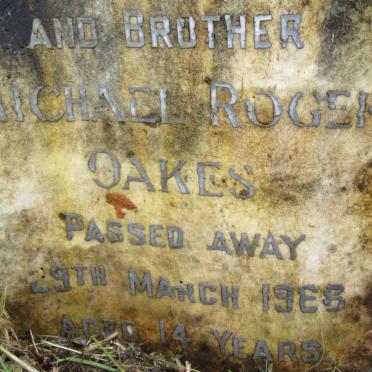 AND BROTHER
MICHAEL ROGER
OAKES
PASSED AWAY
29TH MARCH 1968
AGED 14 YEARS.